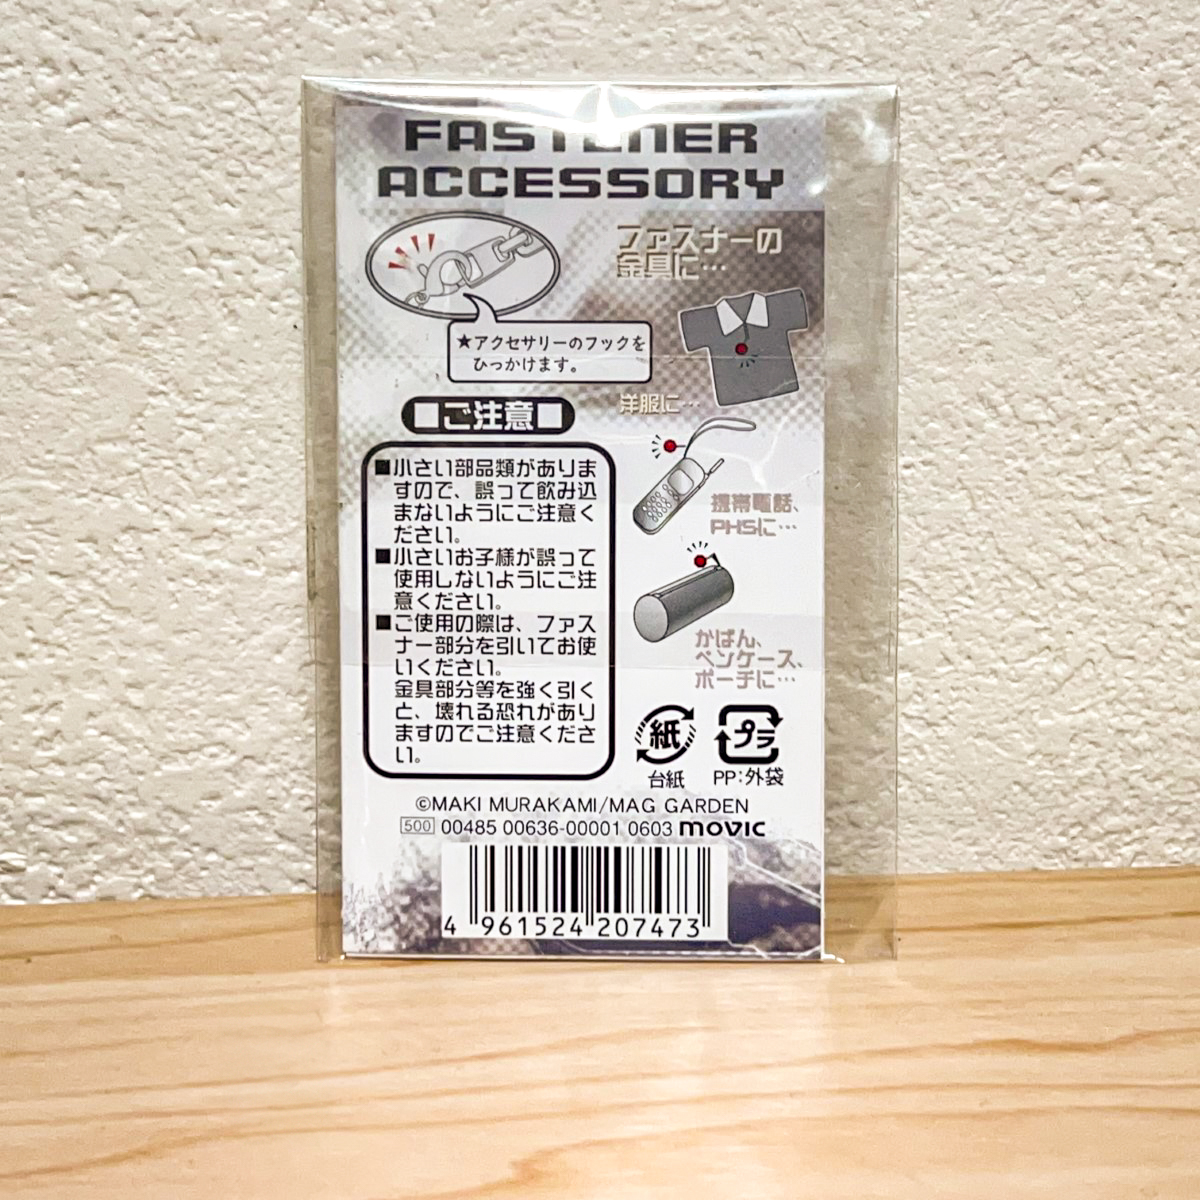 FASTENER
ACCESSORY
ファスナーの
金具に…
★アクセサリーのフックを
ひっかけます。
洋服に…
■ご注意■
■小さい部品類がありま
すので、誤って飲み込
まないようにご注意く
ださい。
■小さいお子様が誤って
使用しないようにご注
意ください。
■ご使用の際は、ファス
ナー部分を引いてお使
いください。
金具部分等を強く引く
と、壊れる恐れがあり
ますのでご注意くださ
い。
携帯電話、
PHSに…
かばん、
ペンケース、
ポーチに…
紙
台紙
プラ
PP:外袋
©MAKI MURAKAMI/MAG GARDEN
500 00485 00636-00001 0603 movic
4 961524 207473